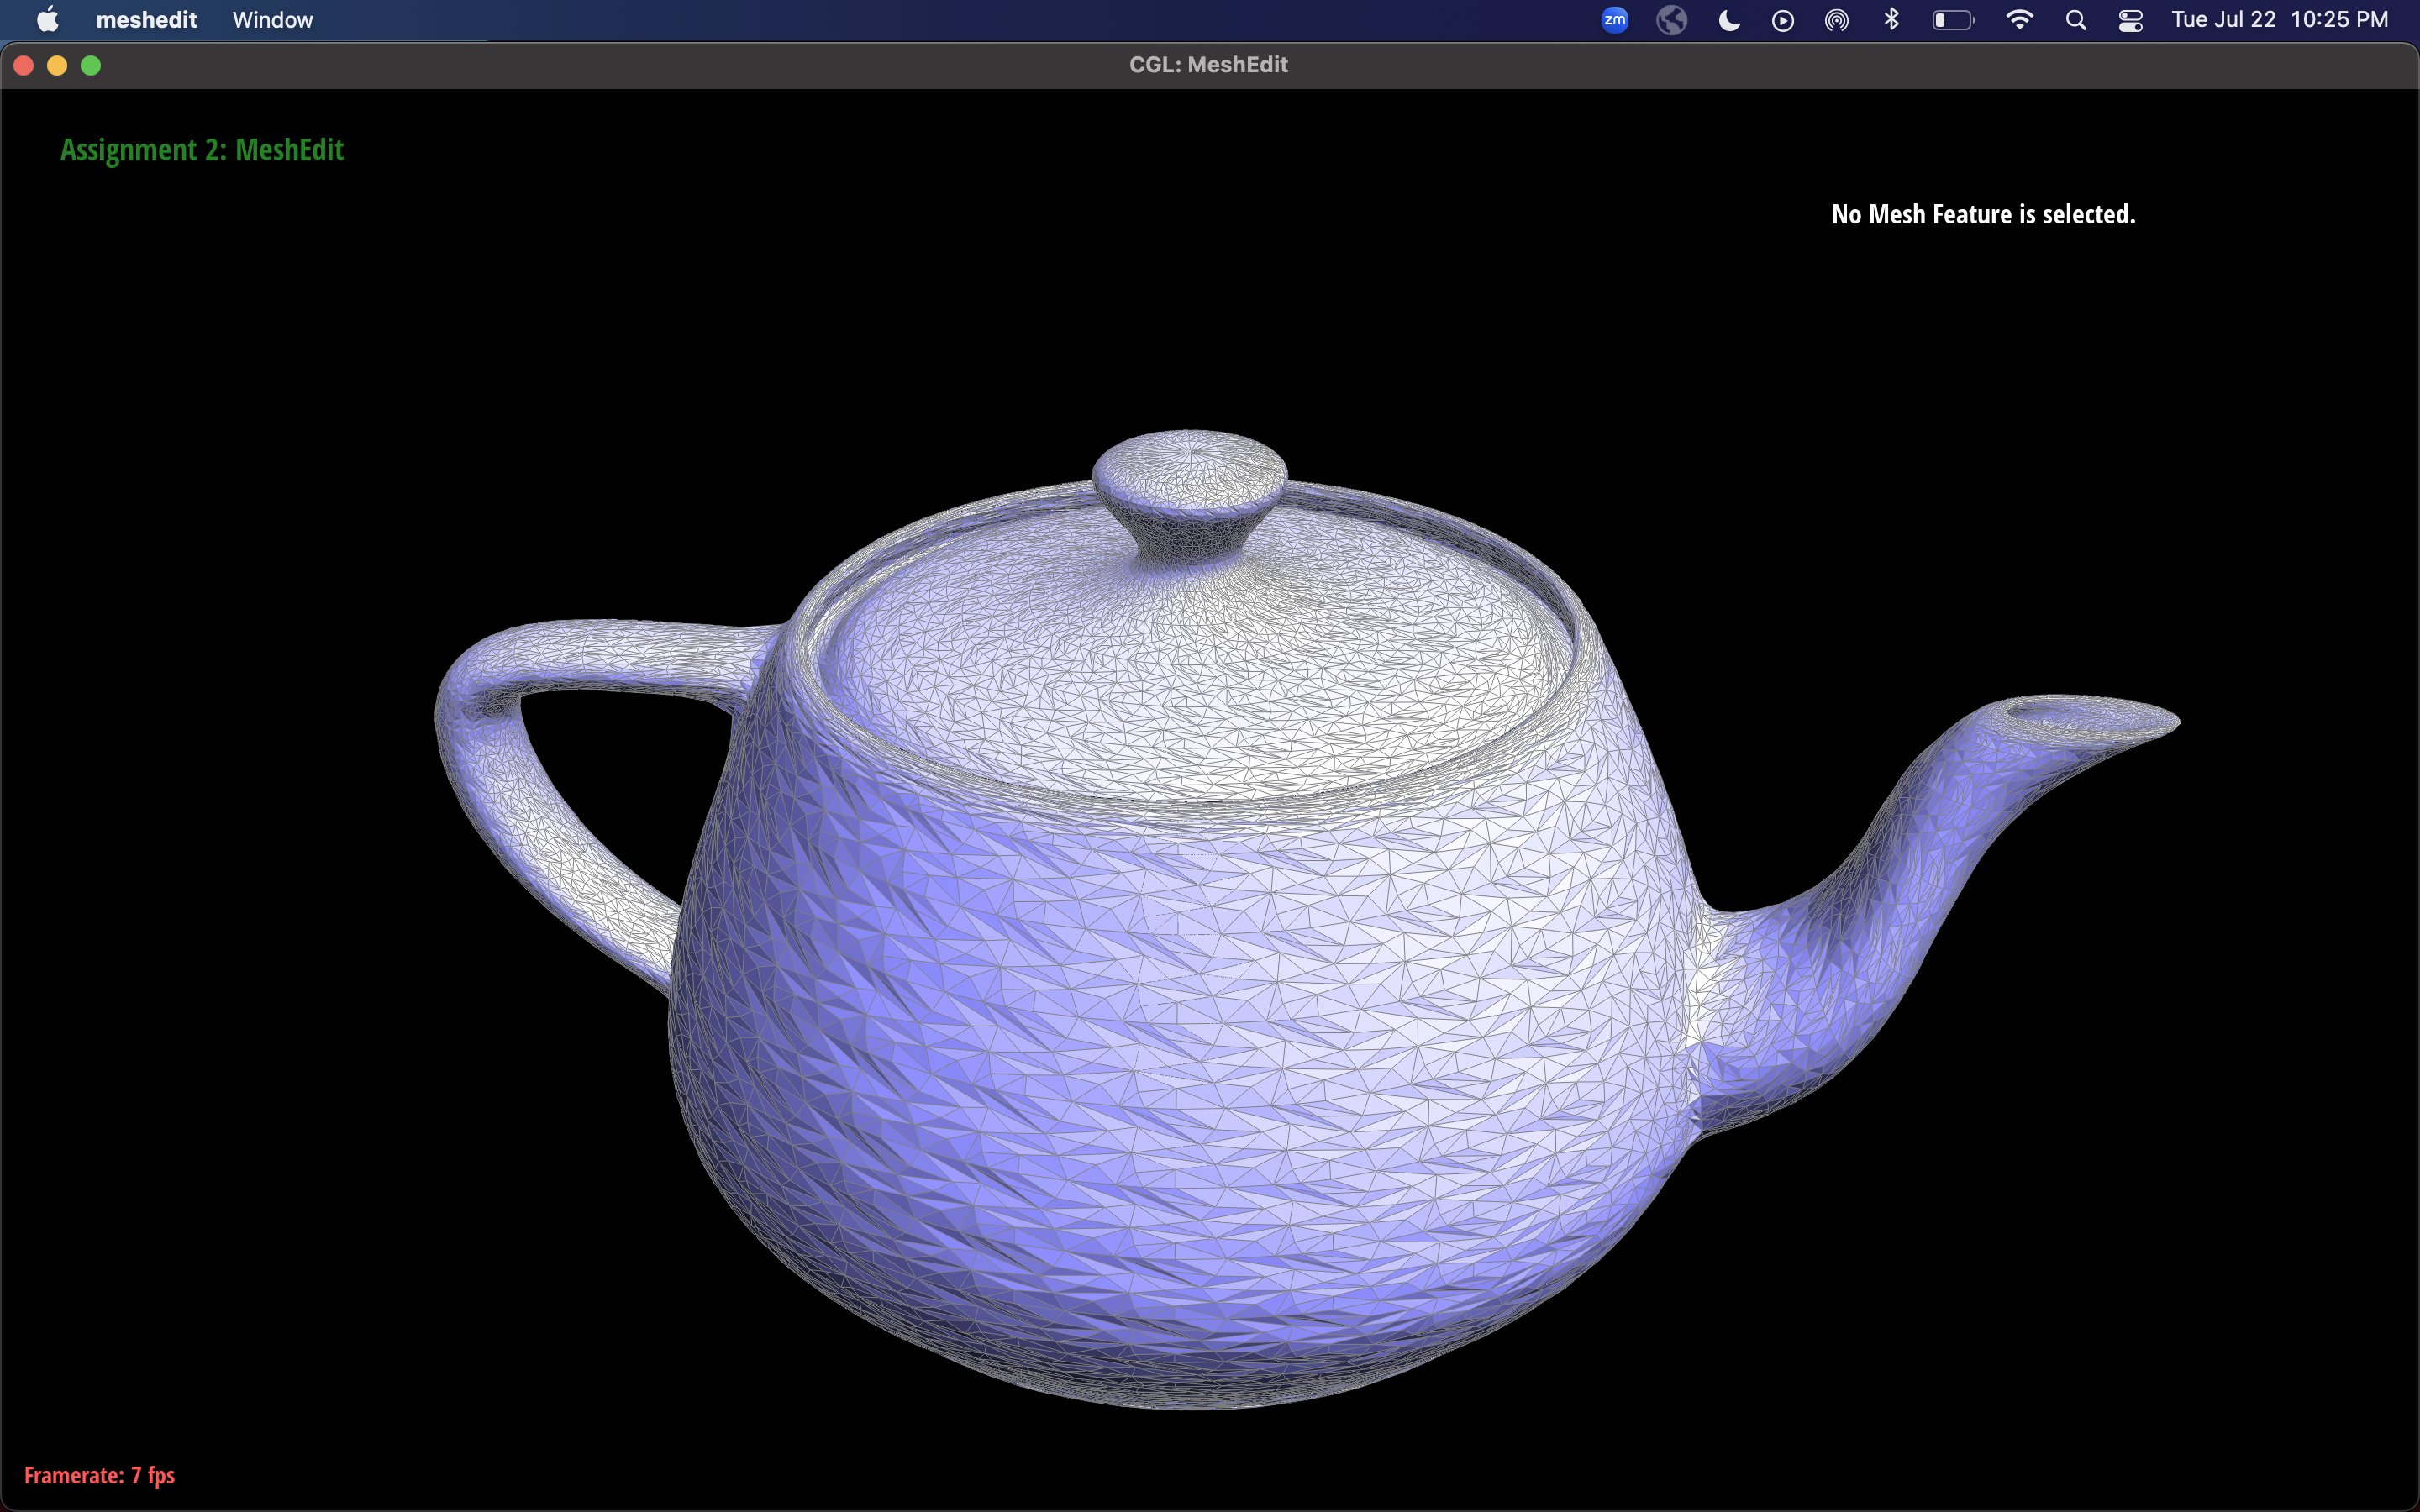 meshedit Window zm Tue Jul 22 10:25 PM
CGL: MeshEdit
Assignment 2: MeshEdit
No Mesh Feature is selected.
Framerate: 7 fps